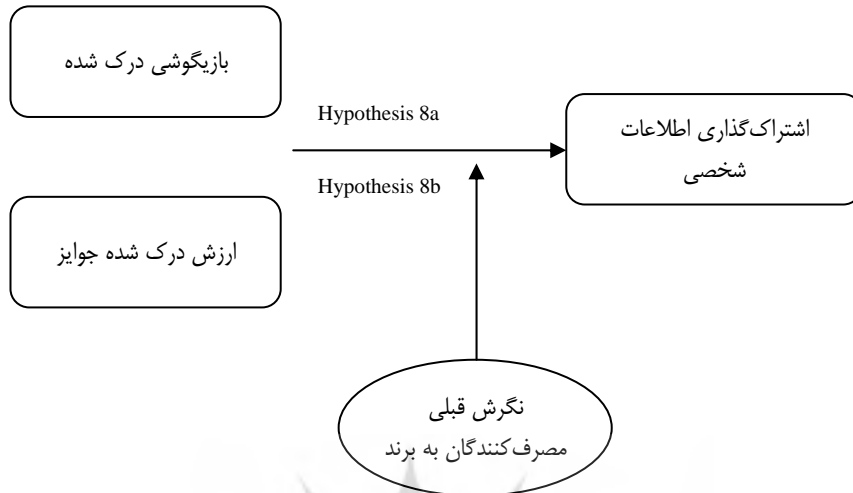 بازیگوشی درک شده
Hypothesis 8a
اشتراک‌گذاری اطلاعات
شخصی
Hypothesis 8b
ارزش درک شده جوایز
نگرش قبلی
مصرف‌کنندگان به برند